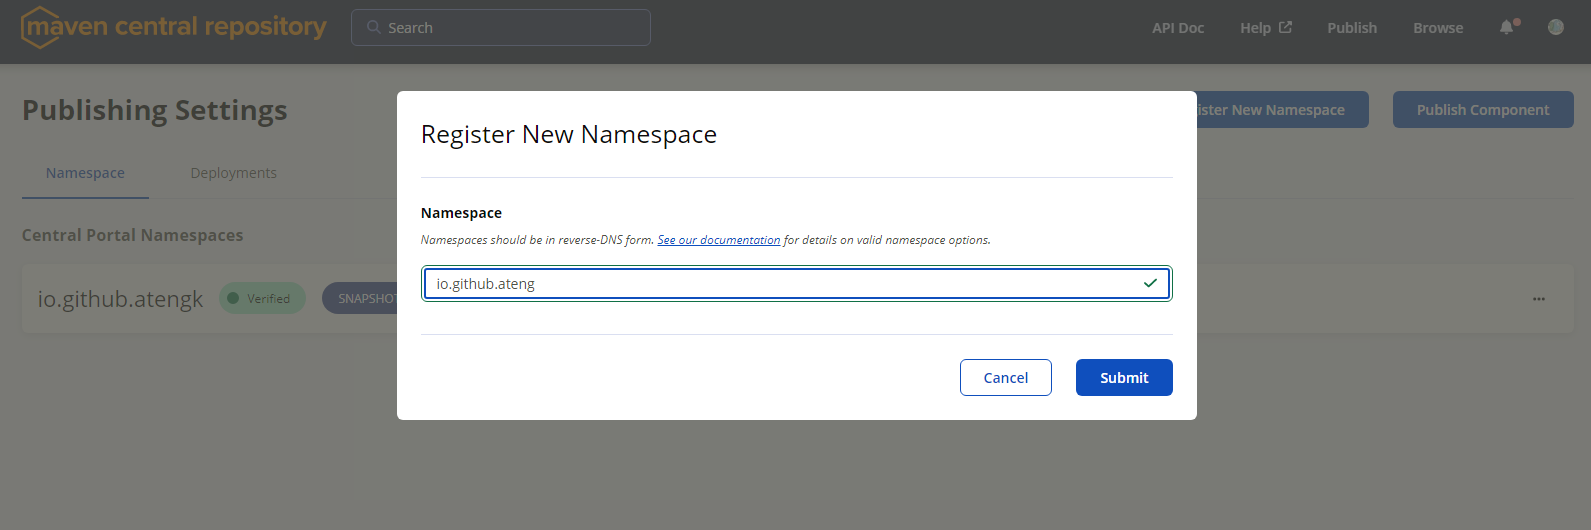 maven central repository
Search
API Doc
Help
Publish
Browse
Publishing Settings
ister New Namespace
Publish Component
Namespace
Deployments
Central Portal Namespaces
io.github.atengk
Verified
SNAPSHOT
Register New Namespace
Namespace
Namespaces should be in reverse-DNS form. See our documentation for details on valid namespace options.
io.github.ateng
Cancel
Submit